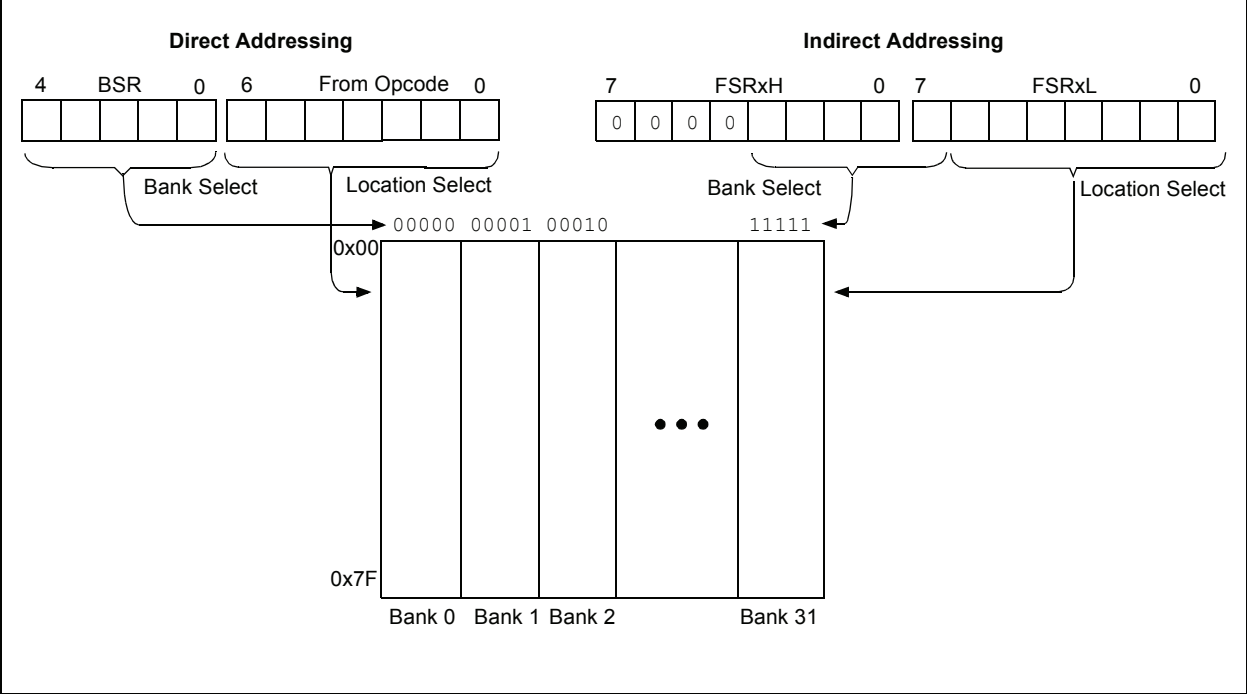 Direct Addressing
Indirect Addressing
4 BSR 0 6 From Opcode 0
7 FSRxH 0 7 FSRxL 0
0 0 0 0
Bank Select
Location Select
Bank Select
Location Select
00000 00001 00010 11111
0x00
0x7F
Bank 0 Bank 1 Bank 2 Bank 31